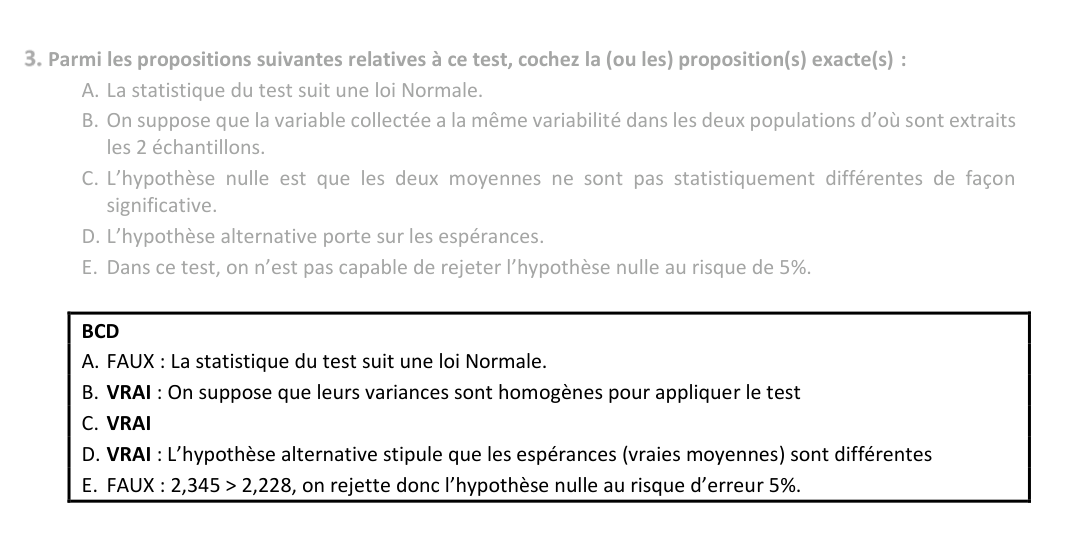 3. Parmi les propositions suivantes relatives à ce test, cochez la (ou les) proposition(s) exacte(s) :
A. La statistique du test suit une loi Normale.
B. On suppose que la variable collectée a la même variabilité dans les deux populations d’où sont extraits
les 2 échantillons.
C. L’hypothèse nulle est que les deux moyennes ne sont pas statistiquement différentes de façon
significative.
D. L’hypothèse alternative porte sur les espérances.
E. Dans ce test, on n’est pas capable de rejeter l’hypothèse nulle au risque de 5%.
BCD
A. FAUX : La statistique du test suit une loi Normale.
B. VRAI : On suppose que leurs variances sont homogènes pour appliquer le test
C. VRAI
D. VRAI : L’hypothèse alternative stipule que les espérances (vraies moyennes) sont différentes
E. FAUX : 2,345 > 2,228, on rejette donc l’hypothèse nulle au risque d’erreur 5%.